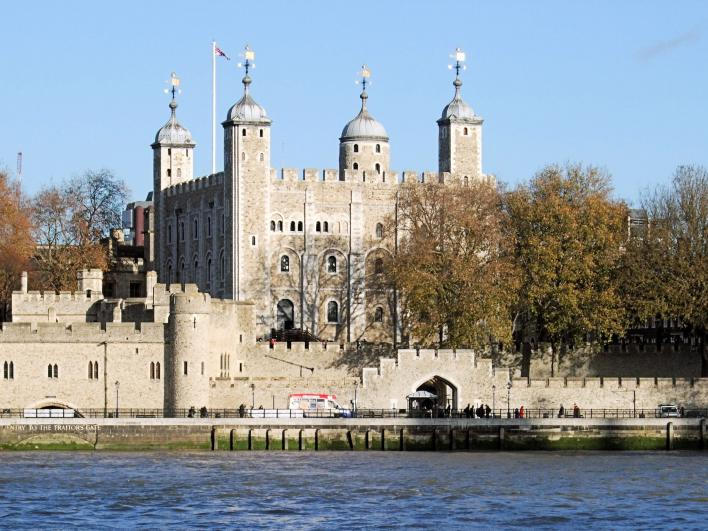 ENTRY TO THE TRAITORS GATE